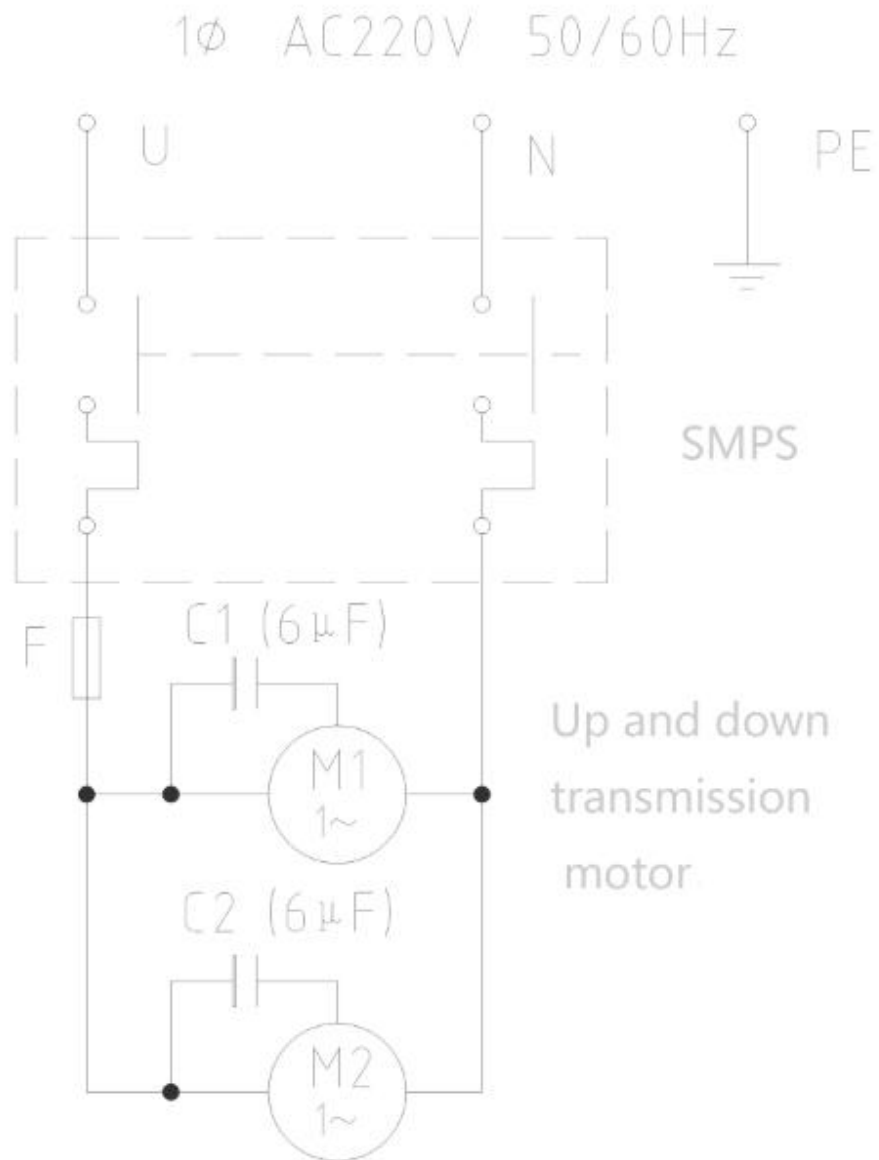 1Ø AC220V 50/60Hz
U
N
PE
SMPS
F
C1 (6μF)
M1
1~
Up and down
transmission
motor
C2 (6μF)
M2
1~